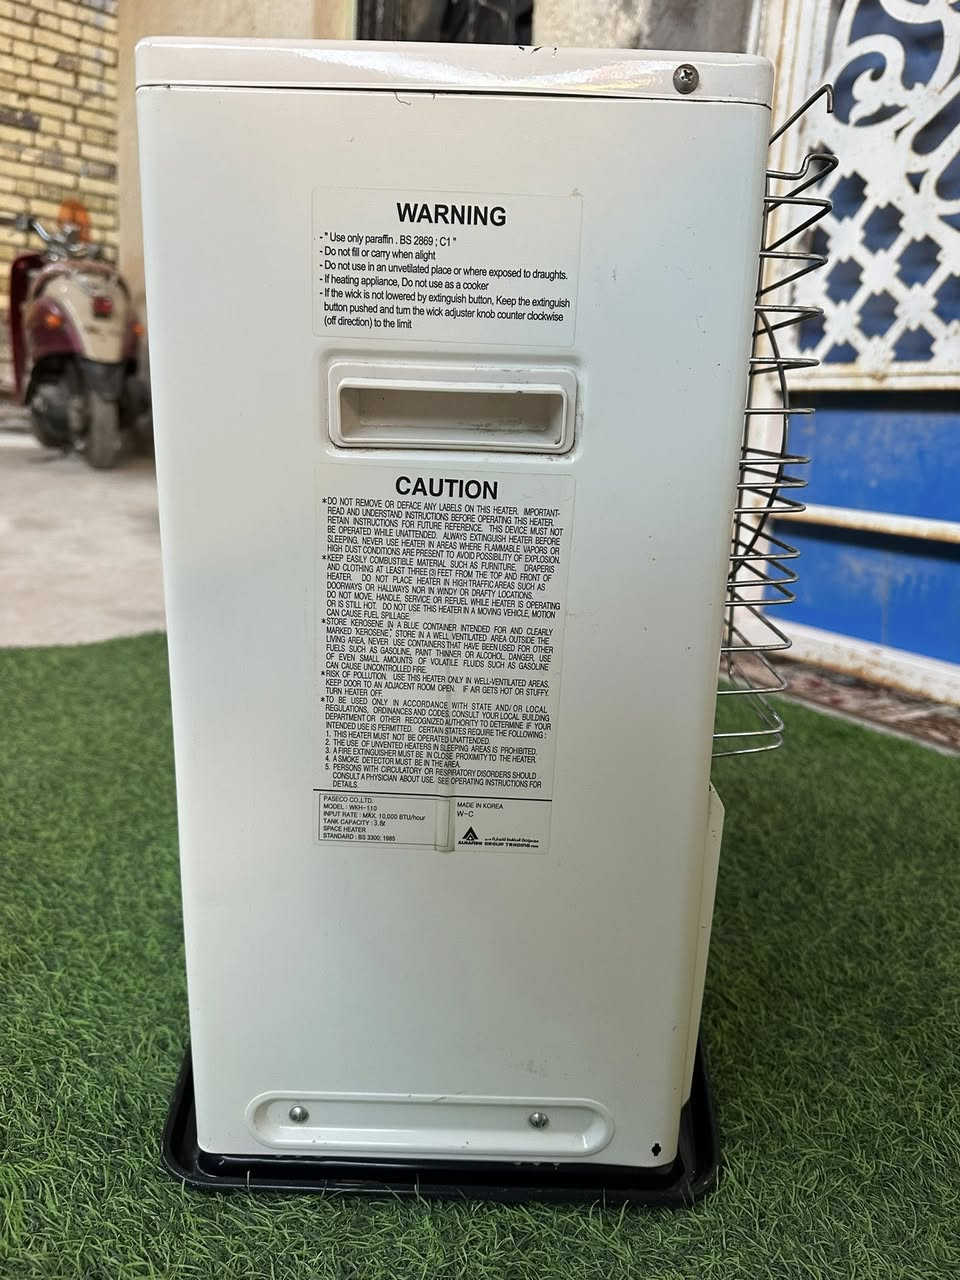 WARNING
- " Use only paraffin . BS 2869 ; C1 "
- Do not fill or carry when alight
- Do not use in an unvetilated place or where exposed to draughts.
- If heating appliance, Do not use as a cooker
- If the wick is not lowered by extinguish button, Keep the extinguish
button pushed and turn the wick adjuster knob counter clockwise
(off direction) to the limit
CAUTION
*DO NOT REMOVE OR DEFACE ANY LABELS ON THIS HEATER. IMPORTANT-
READ AND UNDERSTAND INSTRUCTIONS BEFORE OPERATING THIS HEATER.
RETAIN INSTRUCTIONS FOR FUTURE REFERENCE. THIS DEVICE MUST NOT
BE OPERATED WHILE UNATTENDED. ALWAYS EXTINGUISH HEATER BEFORE
SLEEPING. NEVER USE HEATER IN AREAS WHERE FLAMMABLE VAPORS OR
HIGH DUST CONDITIONS ARE PRESENT TO AVOID POSSIBILITY OF EXPLOSION.
*KEEP EASILY COMBUSTIBLE MATERIAL SUCH AS FURNITURE, DRAPERIS
AND CLOTHING AT LEAST THREE (3) FEET FROM THE TOP AND FRONT OF
HEATER. DO NOT PLACE HEATER IN HIGH TRAFFIC AREAS SUCH AS
DOORWAYS OR HALLWAYS NOR IN WINDY OR DRAFTY LOCATIONS.
DO NOT MOVE, HANDLE, SERVICE OR REFUEL WHILE HEATER IS OPERATING
OR IS STILL HOT. DO NOT USE THIS HEATER IN A MOVING VEHICLE, MOTION
CAN CAUSE FUEL SPILLAGE.
*STORE KEROSENE IN A BLUE CONTAINER INTENDED FOR AND CLEARLY
MARKED 'KEROSENE', STORE IN A WELL VENTILATED AREA OUTSIDE THE
LIVING AREA. NEVER USE CONTAINERS THAT HAVE BEEN USED FOR OTHER
FUELS SUCH AS GASOLINE, PAINT THINNER OR ALCOHOL. DANGER, USE
OF EVEN SMALL AMOUNTS OF VOLATILE FLUIDS SUCH AS GASOLINE
CAN CAUSE UNCONTROLLED FIRE.
*RISK OF POLLUTION. USE THIS HEATER ONLY IN WELL-VENTILATED AREAS.
KEEP DOOR TO AN ADJACENT ROOM OPEN. IF AIR GETS HOT OR STUFFY.
TURN HEATER OFF.
*TO BE USED ONLY IN ACCORDANCE WITH STATE AND/OR LOCAL
REGULATIONS, ORDINANCES AND CODES, CONSULT YOUR LOCAL BUILDING
DEPARTMENT OR OTHER RECOGNIZED AUTHORITY TO DETERMINE IF YOUR
INTENDED USE IS PERMITTED. CERTAIN STATES REQUIRE THE FOLLOWING :
1. THIS HEATER MUST NOT BE OPERATED UNATTENDED.
2. THE USE OF UNVENTED HEATERS IN SLEEPING AREAS IS PROHIBITED.
3. A FIRE EXTINGUISHER MUST BE IN CLOSE PROXIMITY TO THE HEATER.
4. A SMOKE DETECTOR MUST BE IN THE AREA.
5. PERSONS WITH CIRCULATORY OR RESPIRATORY DISORDERS SHOULD
CONSULT A PHYSICIAN ABOUT USE. SEE OPERATING INSTRUCTIONS FOR
DETAILS.
PASECO CO.,LTD.
MODEL : WKH-110
INPUT RATE : MAX. 10,000 BTU/hour
TANK CAPACITY : 3.8ℓ
SPACE HEATER
STANDARD : BS 3300; 1985
MADE IN KOREA
W-C
GROUP TRADING